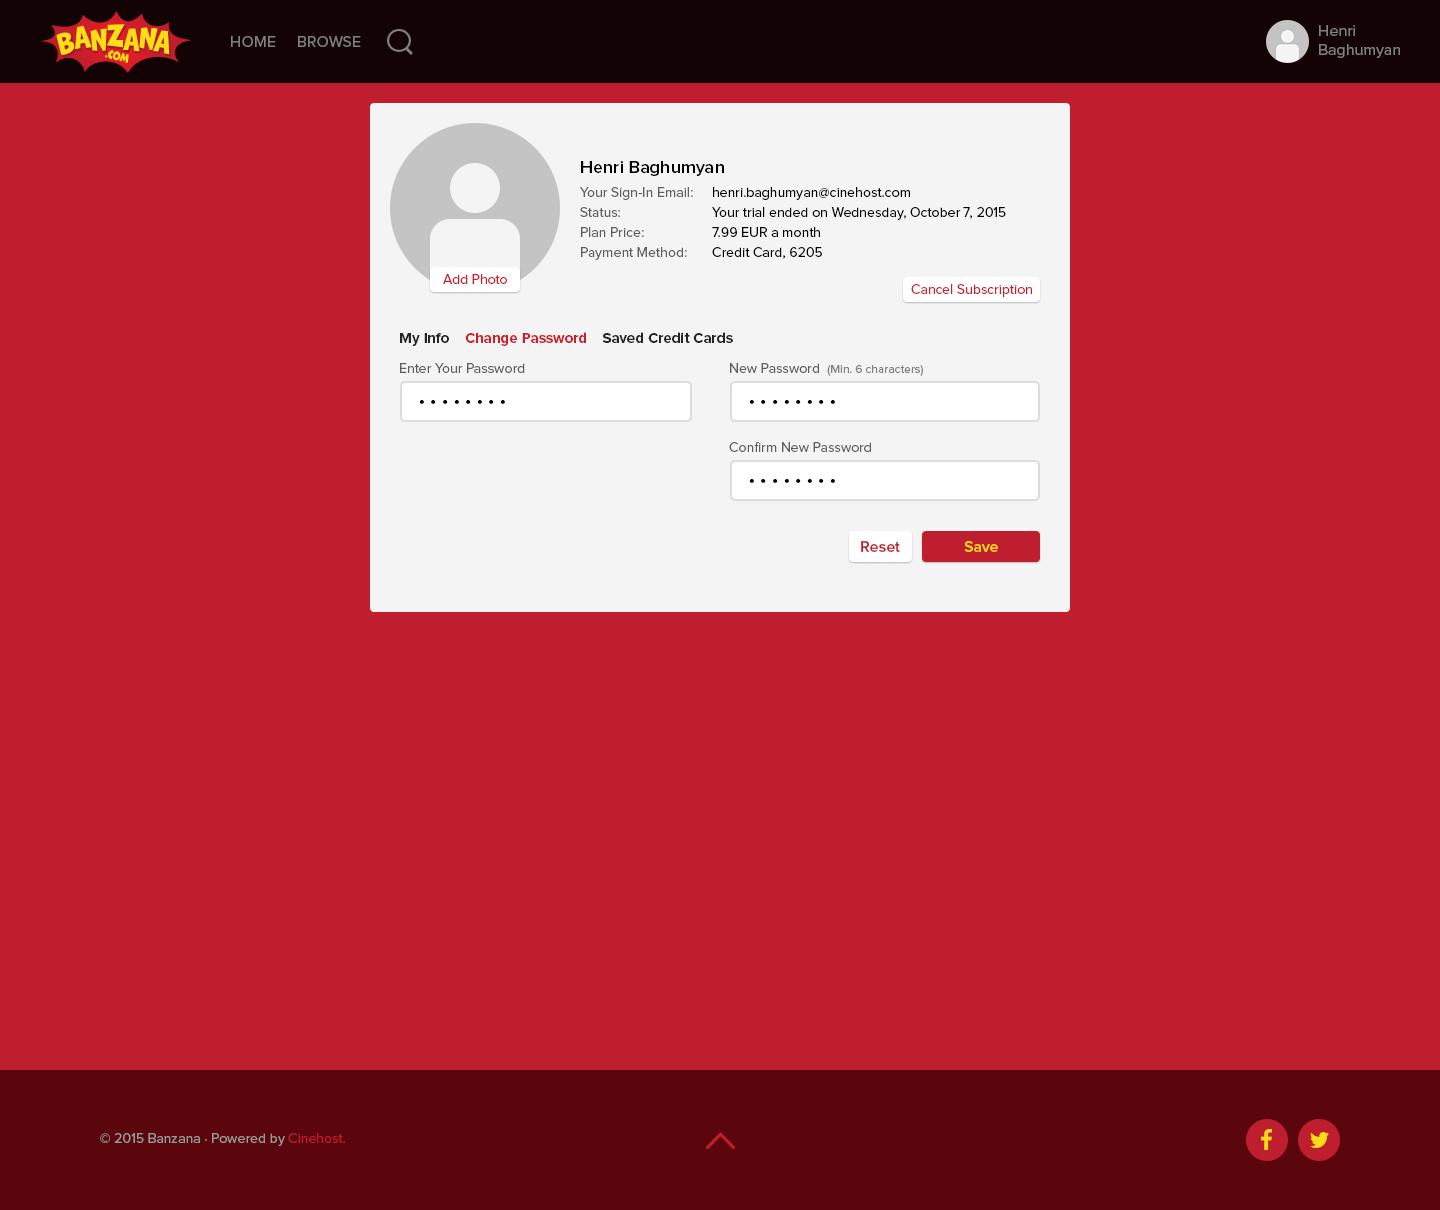 BANZANA
.COM
HOME BROWSE
Henri
Baghumyan
Henri Baghumyan
Your Sign-In Email: henri.baghumyan@cinehost.com
Status: Your trial ended on Wednesday, October 7, 2015
Plan Price: 7.99 EUR a month
Payment Method: Credit Card, 6205
Add Photo
Cancel Subscription
My Info Change Password Saved Credit Cards
Enter Your Password
New Password (Min. 6 characters)
Confirm New Password
Reset Save
© 2015 Banzana · Powered by Cinehost.